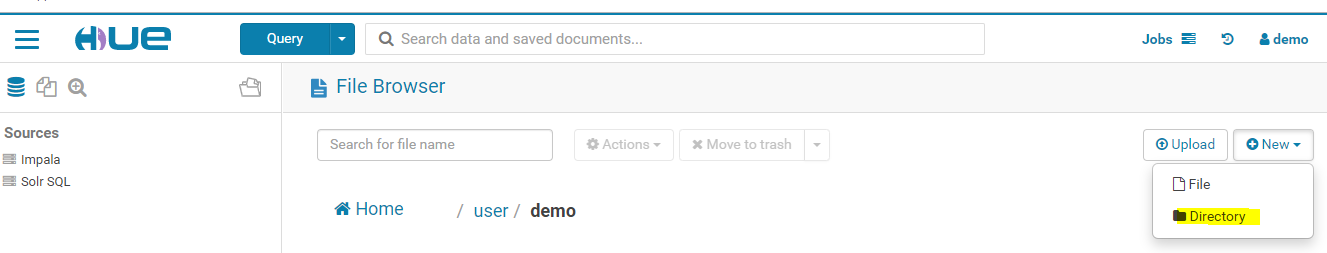 HUE
Query
Search data and saved documents...
Jobs
demo
File Browser
Sources
Impala
Solr SQL
Search for file name
Actions
Move to trash
Upload
New
File
Directory
Home / user / demo